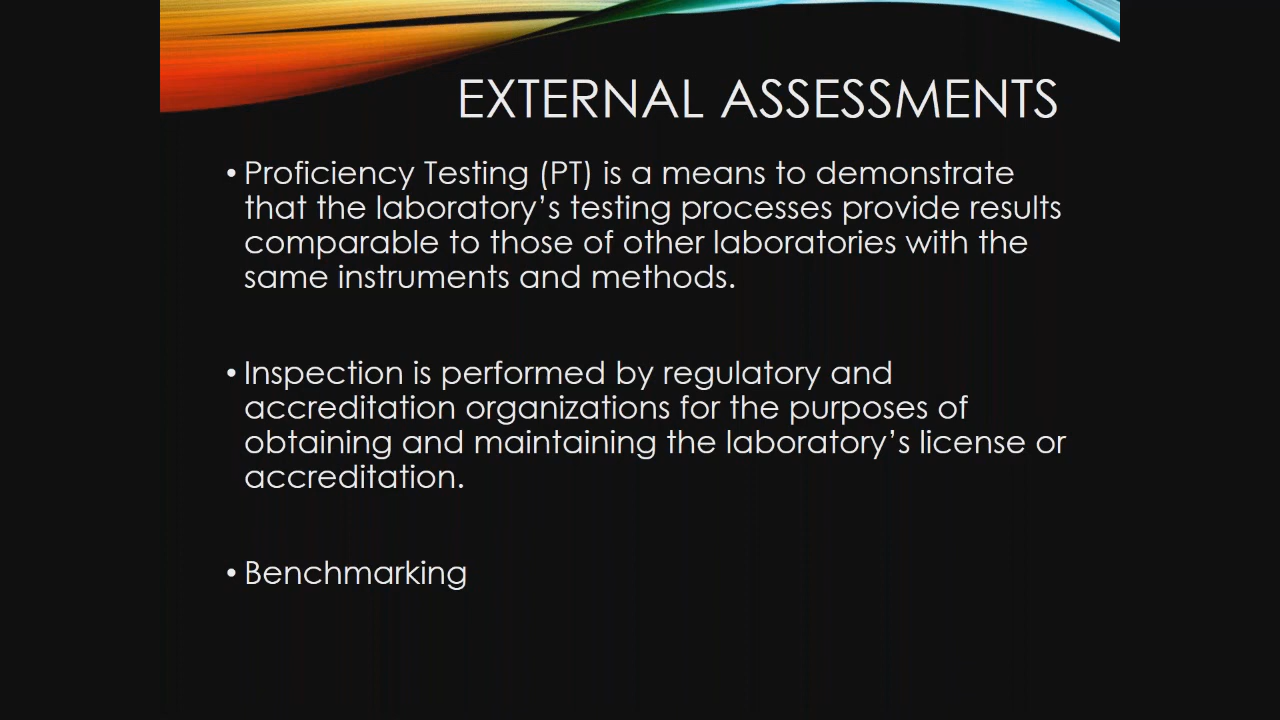 EXTERNAL ASSESSMENTS
• Proficiency Testing (PT) is a means to demonstrate
that the laboratory’s testing processes provide results
comparable to those of other laboratories with the
same instruments and methods.
• Inspection is performed by regulatory and
accreditation organizations for the purposes of
obtaining and maintaining the laboratory’s license or
accreditation.
• Benchmarking